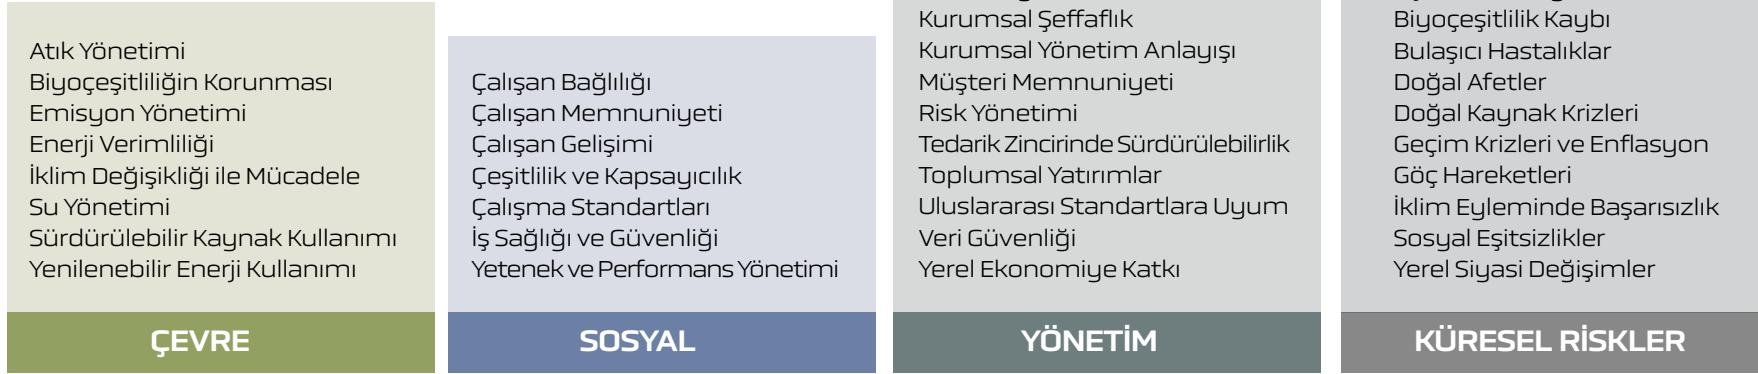 Atık Yönetimi
Biyoçeşitliliğin Korunması
Emisyon Yönetimi
Enerji Verimliliği
İklim Değişikliği ile Mücadele
Su Yönetimi
Sürdürülebilir Kaynak Kullanımı
Yenilenebilir Enerji Kullanımı
ÇEVRE
Çalışan Bağlılığı
Çalışan Memnuniyeti
Çalışan Gelişimi
Çeşitlilik ve Kapsayıcılık
Çalışma Standartları
İş Sağlığı ve Güvenliği
Yetenek ve Performans Yönetimi
SOSYAL
Kurumsal Şeffaflık
Kurumsal Yönetim Anlayışı
Müşteri Memnuniyeti
Risk Yönetimi
Tedarik Zincirinde Sürdürülebilirlik
Toplumsal Yatırımlar
Uluslararası Standartlara Uyum
Veri Güvenliği
Yerel Ekonomiye Katkı
YÖNETİM
Biyoçeşitlilik Kaybı
Bulaşıcı Hastalıklar
Doğal Afetler
Doğal Kaynak Krizleri
Geçim Krizleri ve Enflasyon
Göç Hareketleri
İklim Eyleminde Başarısızlık
Sosyal Eşitsizlikler
Yerel Siyasi Değişimler
KÜRESEL RİSKLER